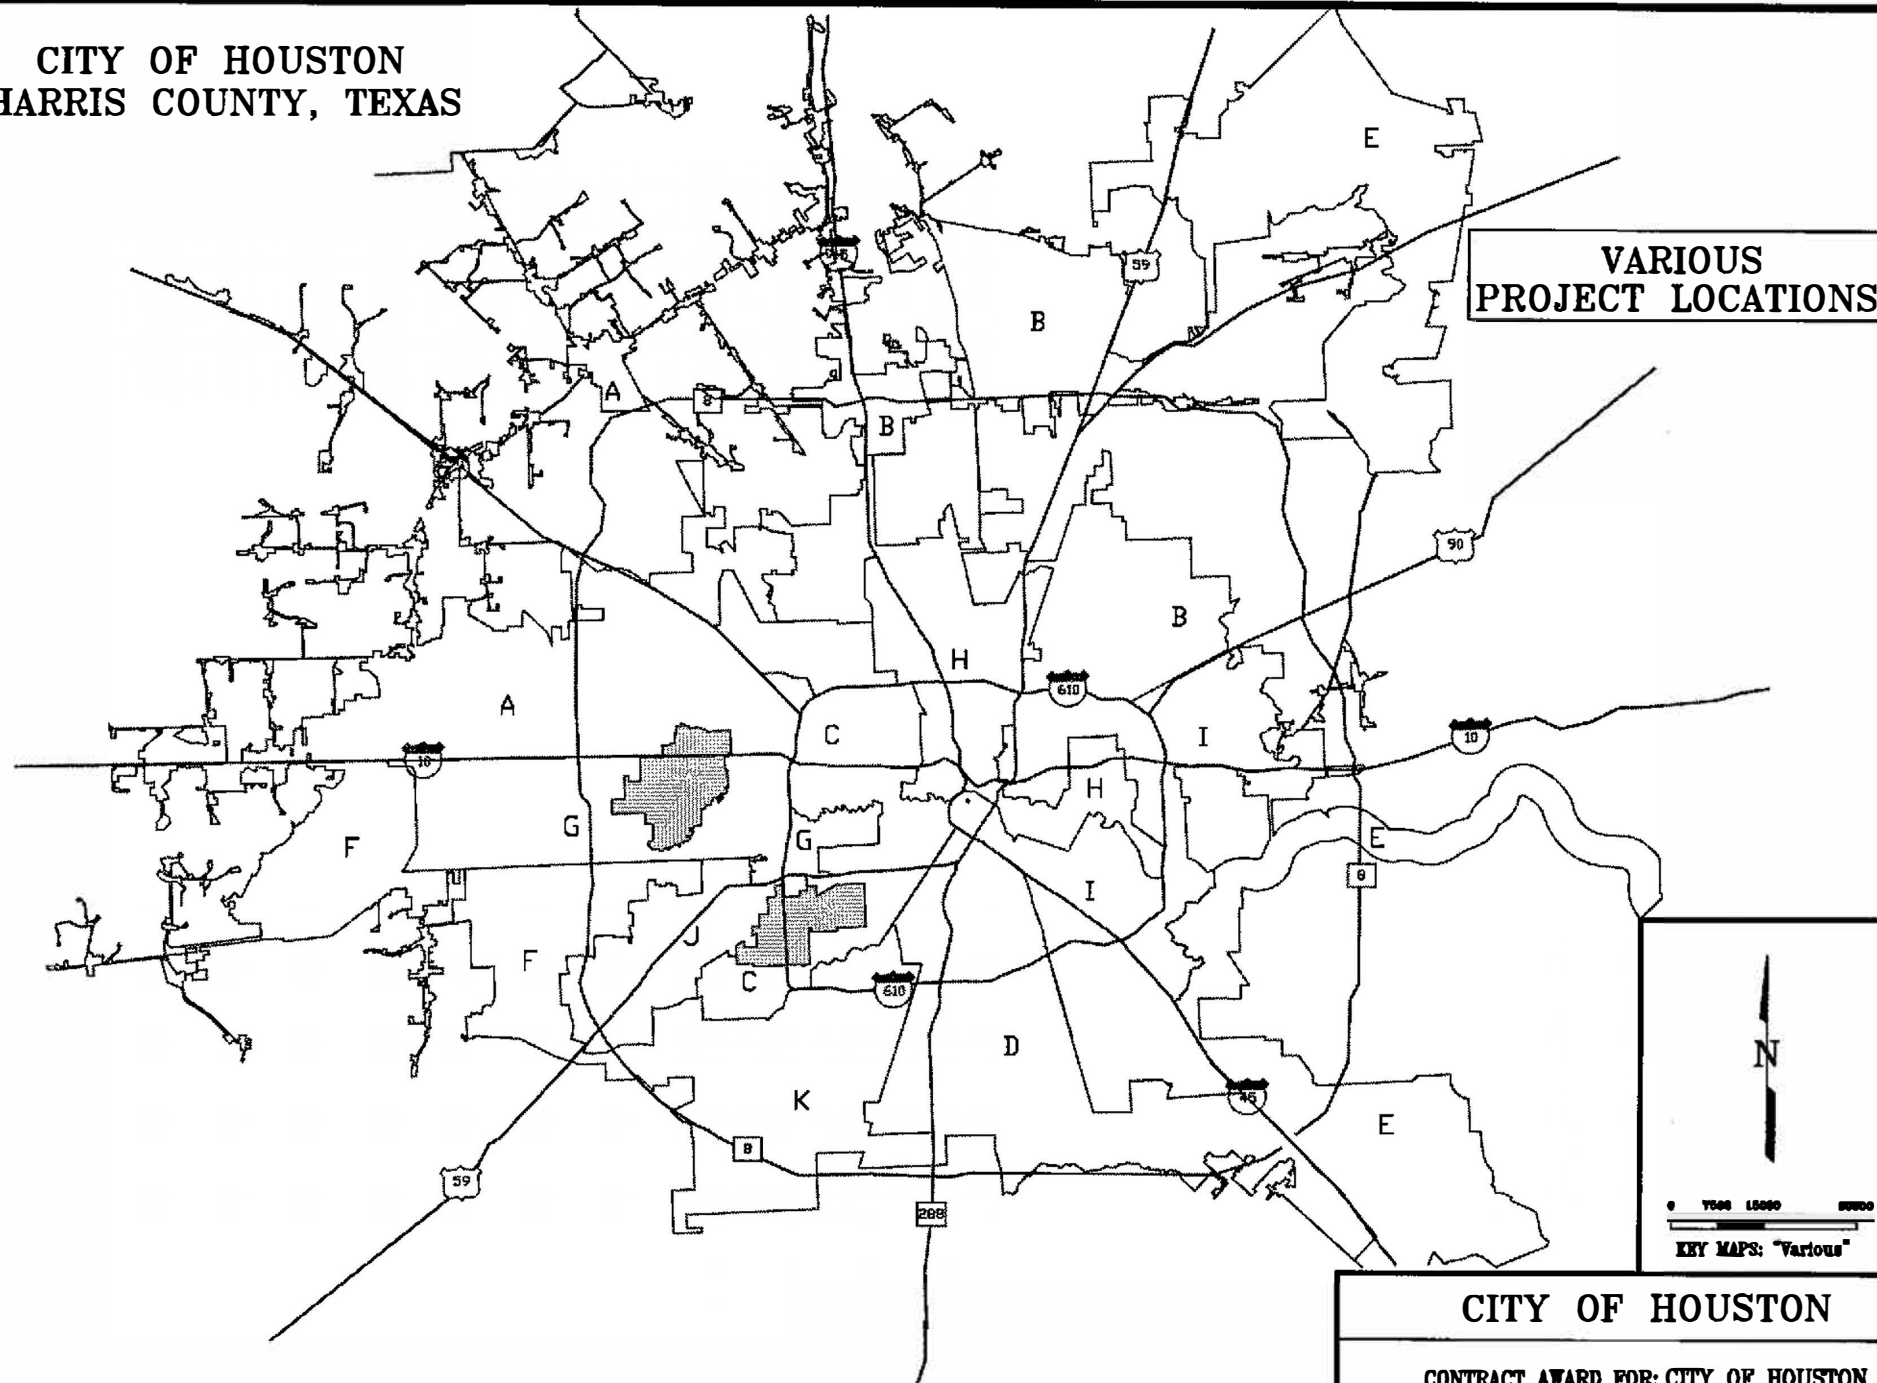 CITY OF HOUSTON
HARRIS COUNTY, TEXAS
E
VARIOUS
PROJECT LOCATIONS
59
B
A
8
B
90
B
H
610
A
C
I
10
10
H
G
F
G
E
8
I
J
F
C
610
D
N
K
45
E
8
59
288
0
KEY MAPS: "Various"
CITY OF HOUSTON
CONTRACT AWARD FOR: CITY OF HOUSTON